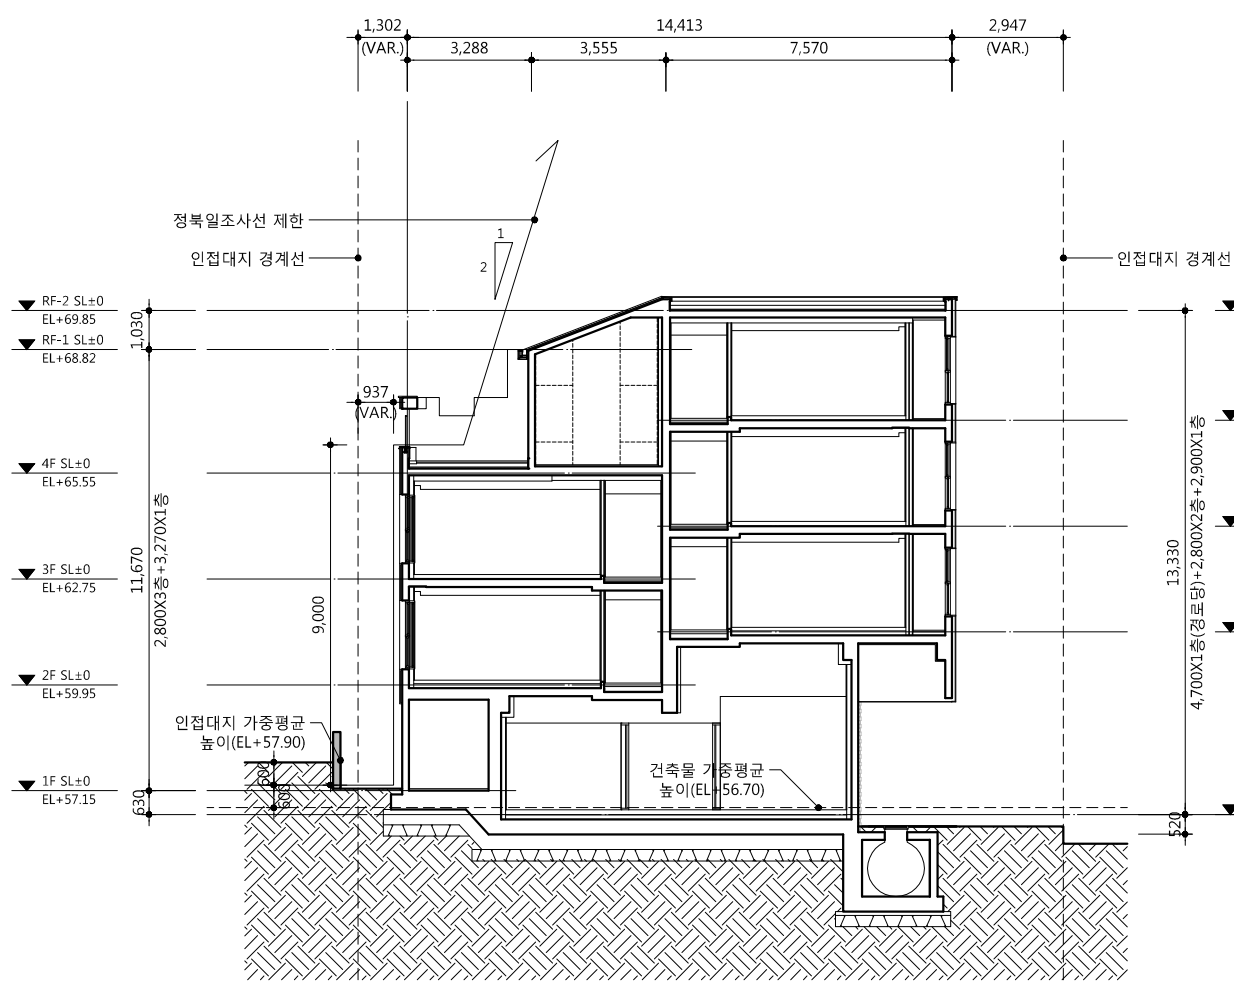 1,302
14,413
2,947
(VAR.)
3,288
3,555
7,570
(VAR.)
정북일조사선 제한
1
2
인접대지 경계선
인접대지 경계선
RF-2 SL±0
EL+69.85
1,030
RF-1 SL±0
EL+68.82
937
(VAR.)
4F SL±0
EL+65.55
11,670
2,800X3층+3,270X1층
3F SL±0
EL+62.75
9,000
13,330
4,700X1층(경로당)+2,800X2층+2,900X1층
2F SL±0
EL+59.95
인접대지 가중평균
높이(EL+57.90)
600
600
건축물 가중평균
높이(EL+56.70)
1F SL±0
EL+57.15
630
520